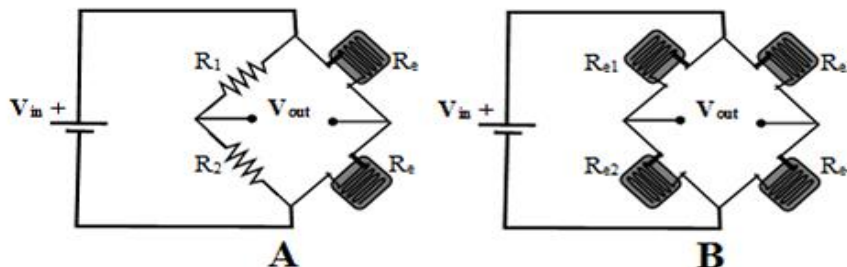 R1 Re Re1 Re
Vin + Vout Vin + Vout
R2 Re Re2 Re
A B